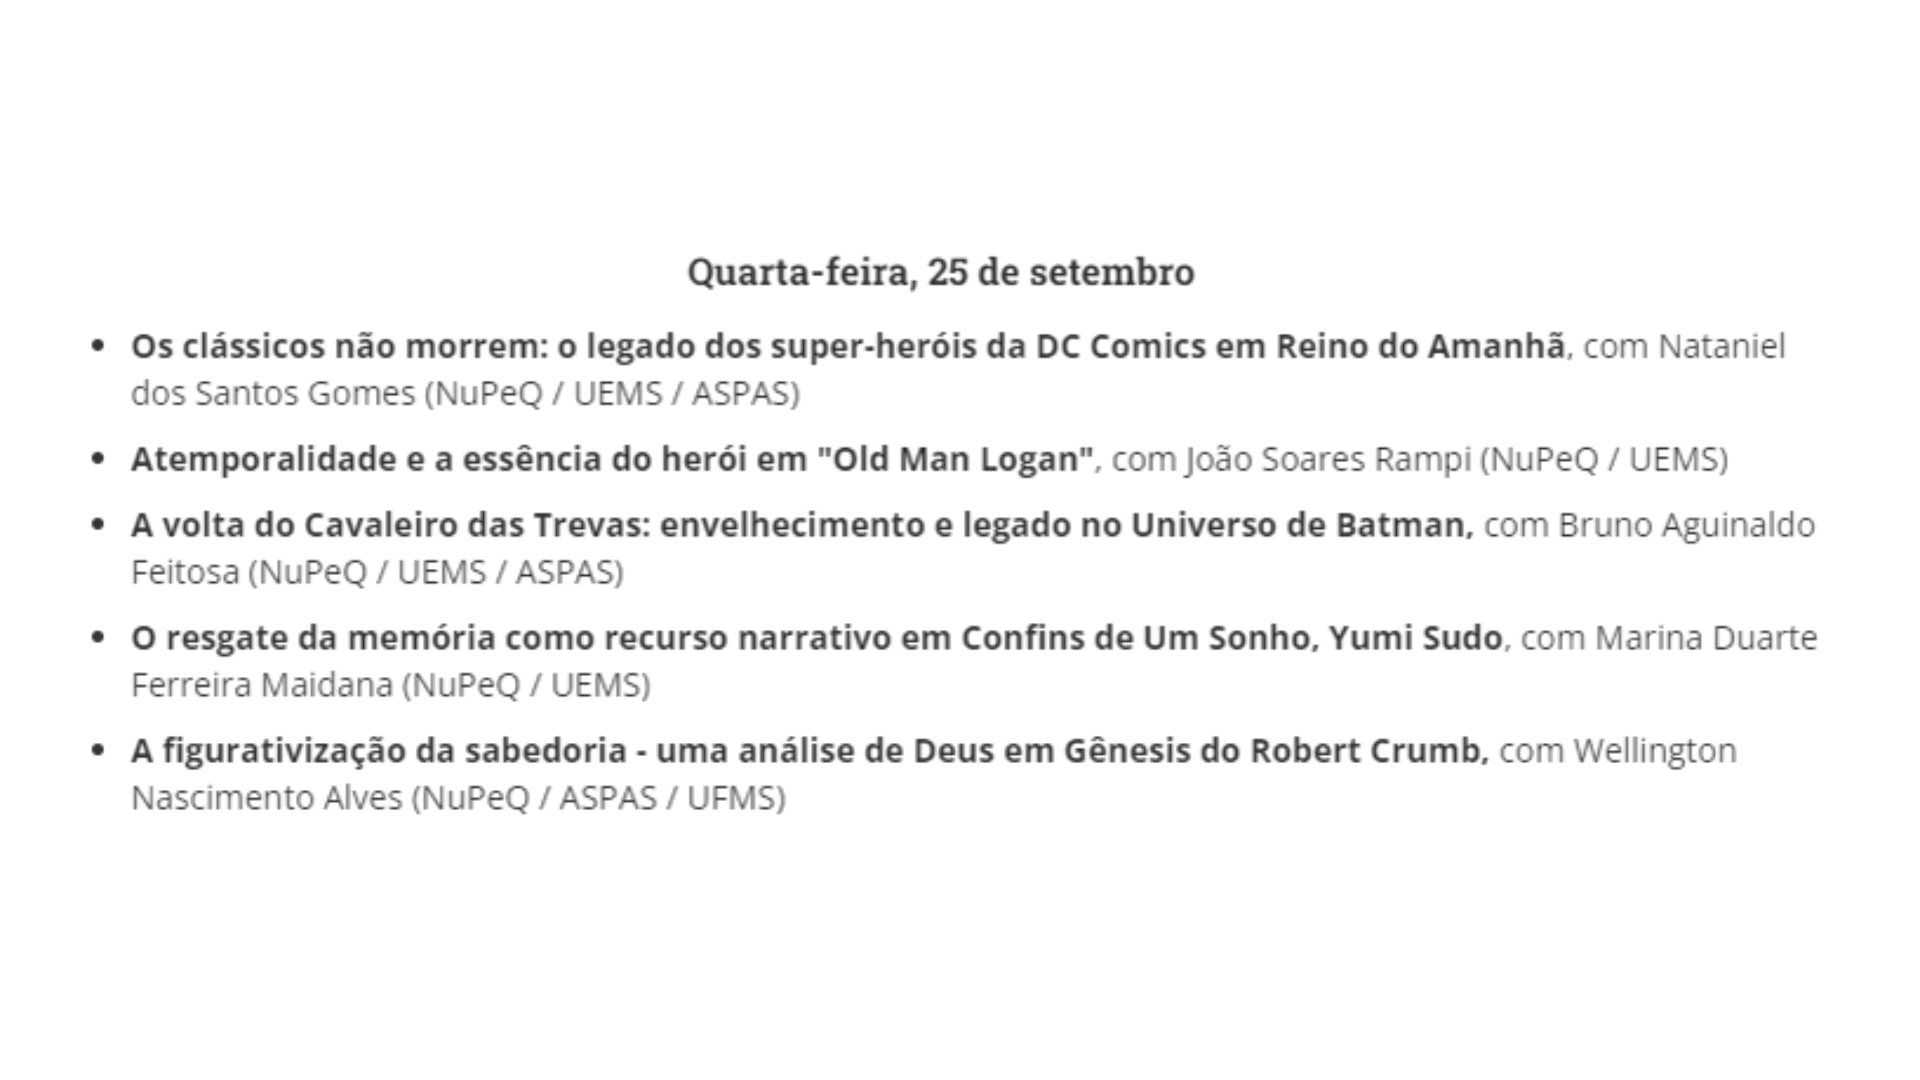 Quarta-feira, 25 de setembro
• Os clássicos não morrem: o legado dos super-heróis da DC Comics em Reino do Amanhã, com Nataniel
dos Santos Gomes (NuPeQ / UEMS / ASPAS)
• Atemporalidade e a essência do herói em "Old Man Logan", com João Soares Rampi (NuPeQ / UEMS)
• A volta do Cavaleiro das Trevas: envelhecimento e legado no Universo de Batman, com Bruno Aguinaldo
Feitosa (NuPeQ / UEMS / ASPAS)
• O resgate da memória como recurso narrativo em Confins de Um Sonho, Yumi Sudo, com Marina Duarte
Ferreira Maidana (NuPeQ / UEMS)
• A figurativização da sabedoria - uma análise de Deus em Gênesis do Robert Crumb, com Wellington
Nascimento Alves (NuPeQ / ASPAS / UFMS)